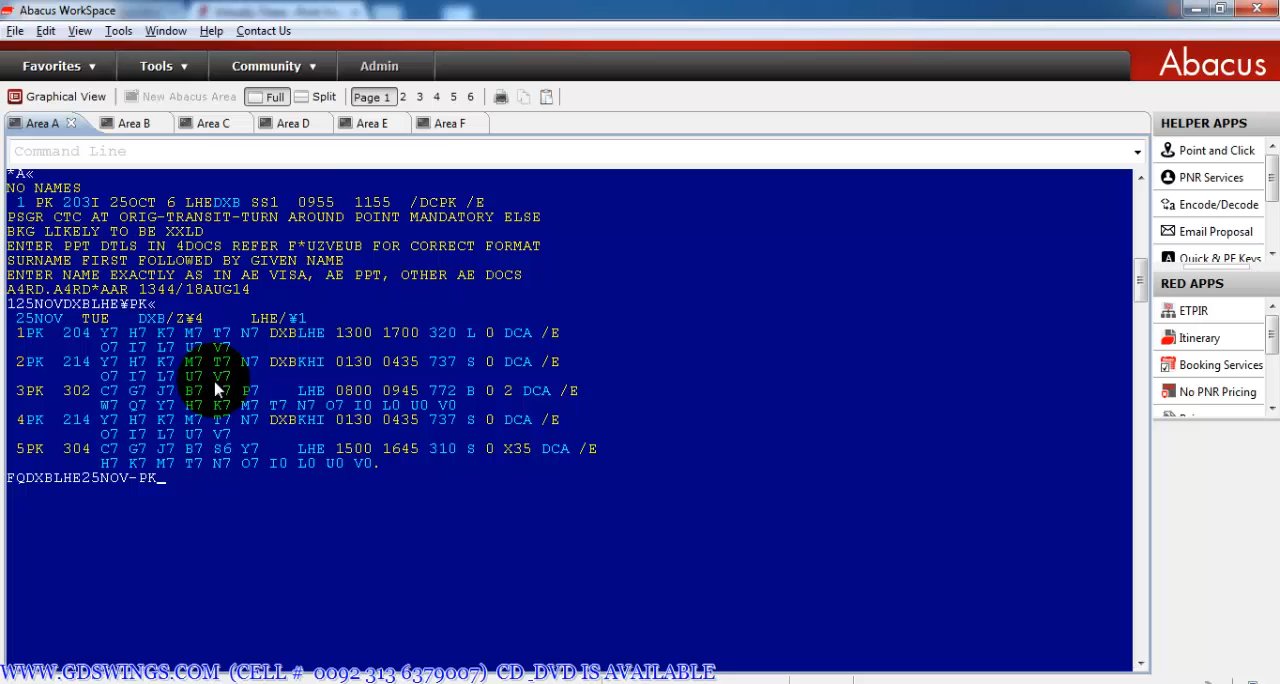 Abacus WorkSpace
File Edit View Tools Window Help Contact Us
Favorites Tools Community Admin
Abacus
Graphical View New Abacus Area Full Split Page 1 2 3 4 5 6
Area A Area B Area C Area D Area E Area F
Command Line
*A«
NO NAMES
1 PK 203I 25OCT 6 LHEDXB SS1 0955 1155 /DCPK /E
PSGR CTC AT ORIG-TRANSIT-TURN AROUND POINT MANDATORY ELSE
BKG LIKELY TO BE XXLD
ENTER PPT DTLS IN 4DOCS REFER F*UZVEUB FOR CORRECT FORMAT
SURNAME FIRST FOLLOWED BY GIVEN NAME
ENTER NAME EXACTLY AS IN AE VISA, AE PPT, OTHER AE DOCS
A4RD.A4RD*AAR 1344/18AUG14
125NOVDXBLHE¥PK«
25NOV TUE DXB/Z¥4 LHE/¥1
1PK 204 Y7 H7 K7 M7 T7 N7 DXBLHE 1300 1700 320 L 0 DCA /E
O7 I7 L7 U7 V7
2PK 214 Y7 H7 K7 M7 T7 N7 DXBKHI 0130 0435 737 S 0 DCA /E
O7 I7 L7 U7 V7
3PK 302 C7 G7 J7 B7 P7 LHE 0800 0945 772 B 0 2 DCA /E
W7 Q7 Y7 H7 K7 M7 T7 N7 O7 I0 L0 U0 V0
4PK 214 Y7 H7 K7 M7 T7 N7 DXBKHI 0130 0435 737 S 0 DCA /E
O7 I7 L7 U7 V7
5PK 304 C7 G7 J7 B7 S6 Y7 LHE 1500 1645 310 S 0 X35 DCA /E
H7 K7 M7 T7 N7 O7 I0 L0 U0 V0.
FQDXBLHE25NOV-PK_
HELPER APPS
Point and Click
PNR Services
Encode/Decode
Email Proposal
Quick & PF Keys
RED APPS
ETPIR
Itinerary
Booking Services
No PNR Pricing
WWW.GDSWINGS.COM (CELL # 0092 313 6379007) CD_DVD IS AVAILABLE